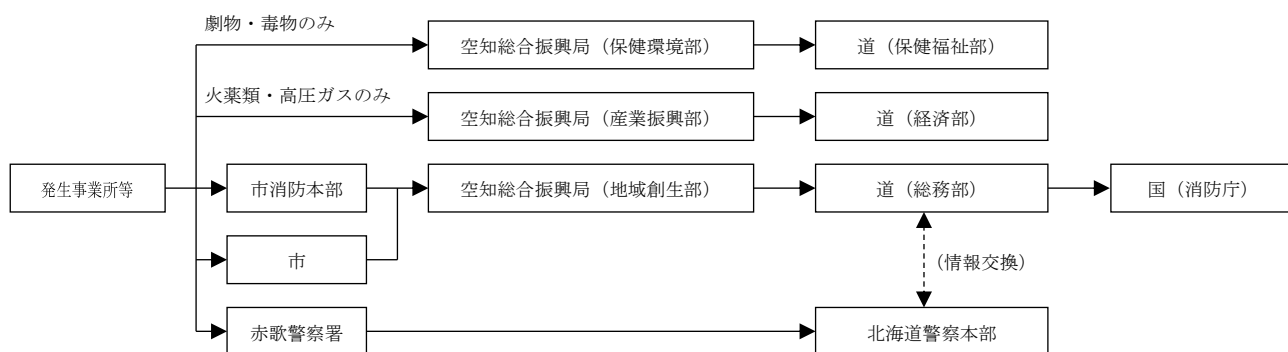 劇物・毒物のみ
空知総合振興局（保健環境部）
道（保健福祉部）
火薬類・高圧ガスのみ
空知総合振興局（産業振興部）
道（経済部）
発生事業所等
市消防本部
空知総合振興局（地域創生部）
道（総務部）
国（消防庁）
市
（情報交換）
赤歌警察署
北海道警察本部